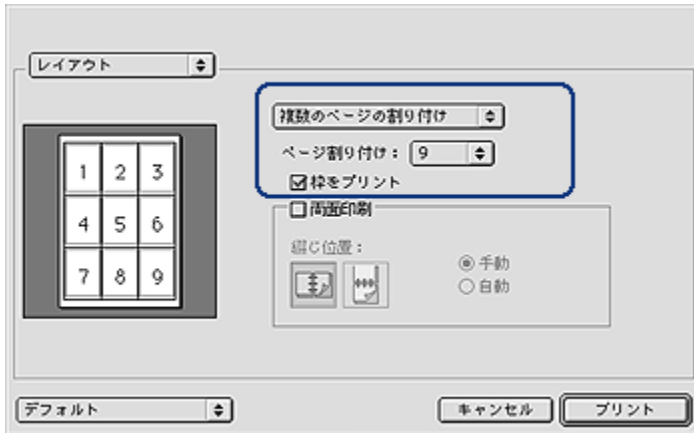 レイアウト
複数のページの割り付け
ページ割り付け： 9
枠をプリント
両面印刷
綴じ位置：
手動
自動
1 2 3
4 5 6
7 8 9
デフォルト
キャンセル
プリント